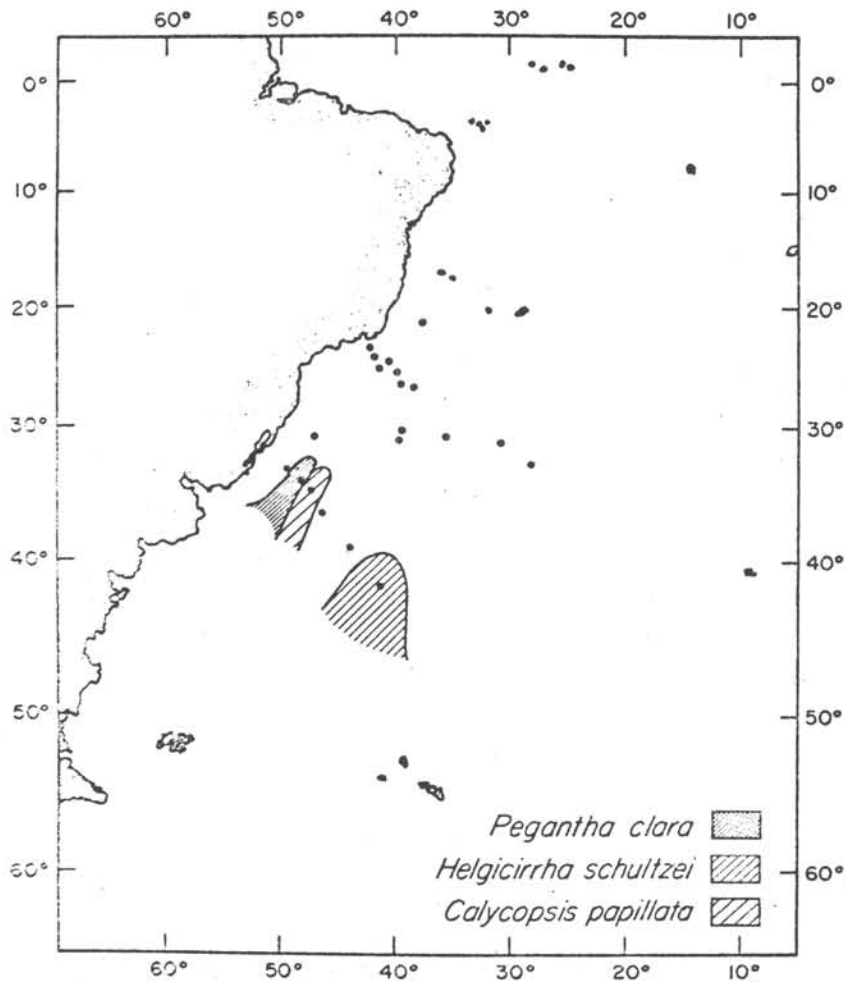 60° 50° 40° 30° 20° 10°
0° 0°
10° 10°
20° 20°
30° 30°
40° 40°
50° 50°
Pegantha clara
Helgicirrha schultzei
60° 60°
Calycopsis papillata
60° 50° 40° 30° 20° 10°